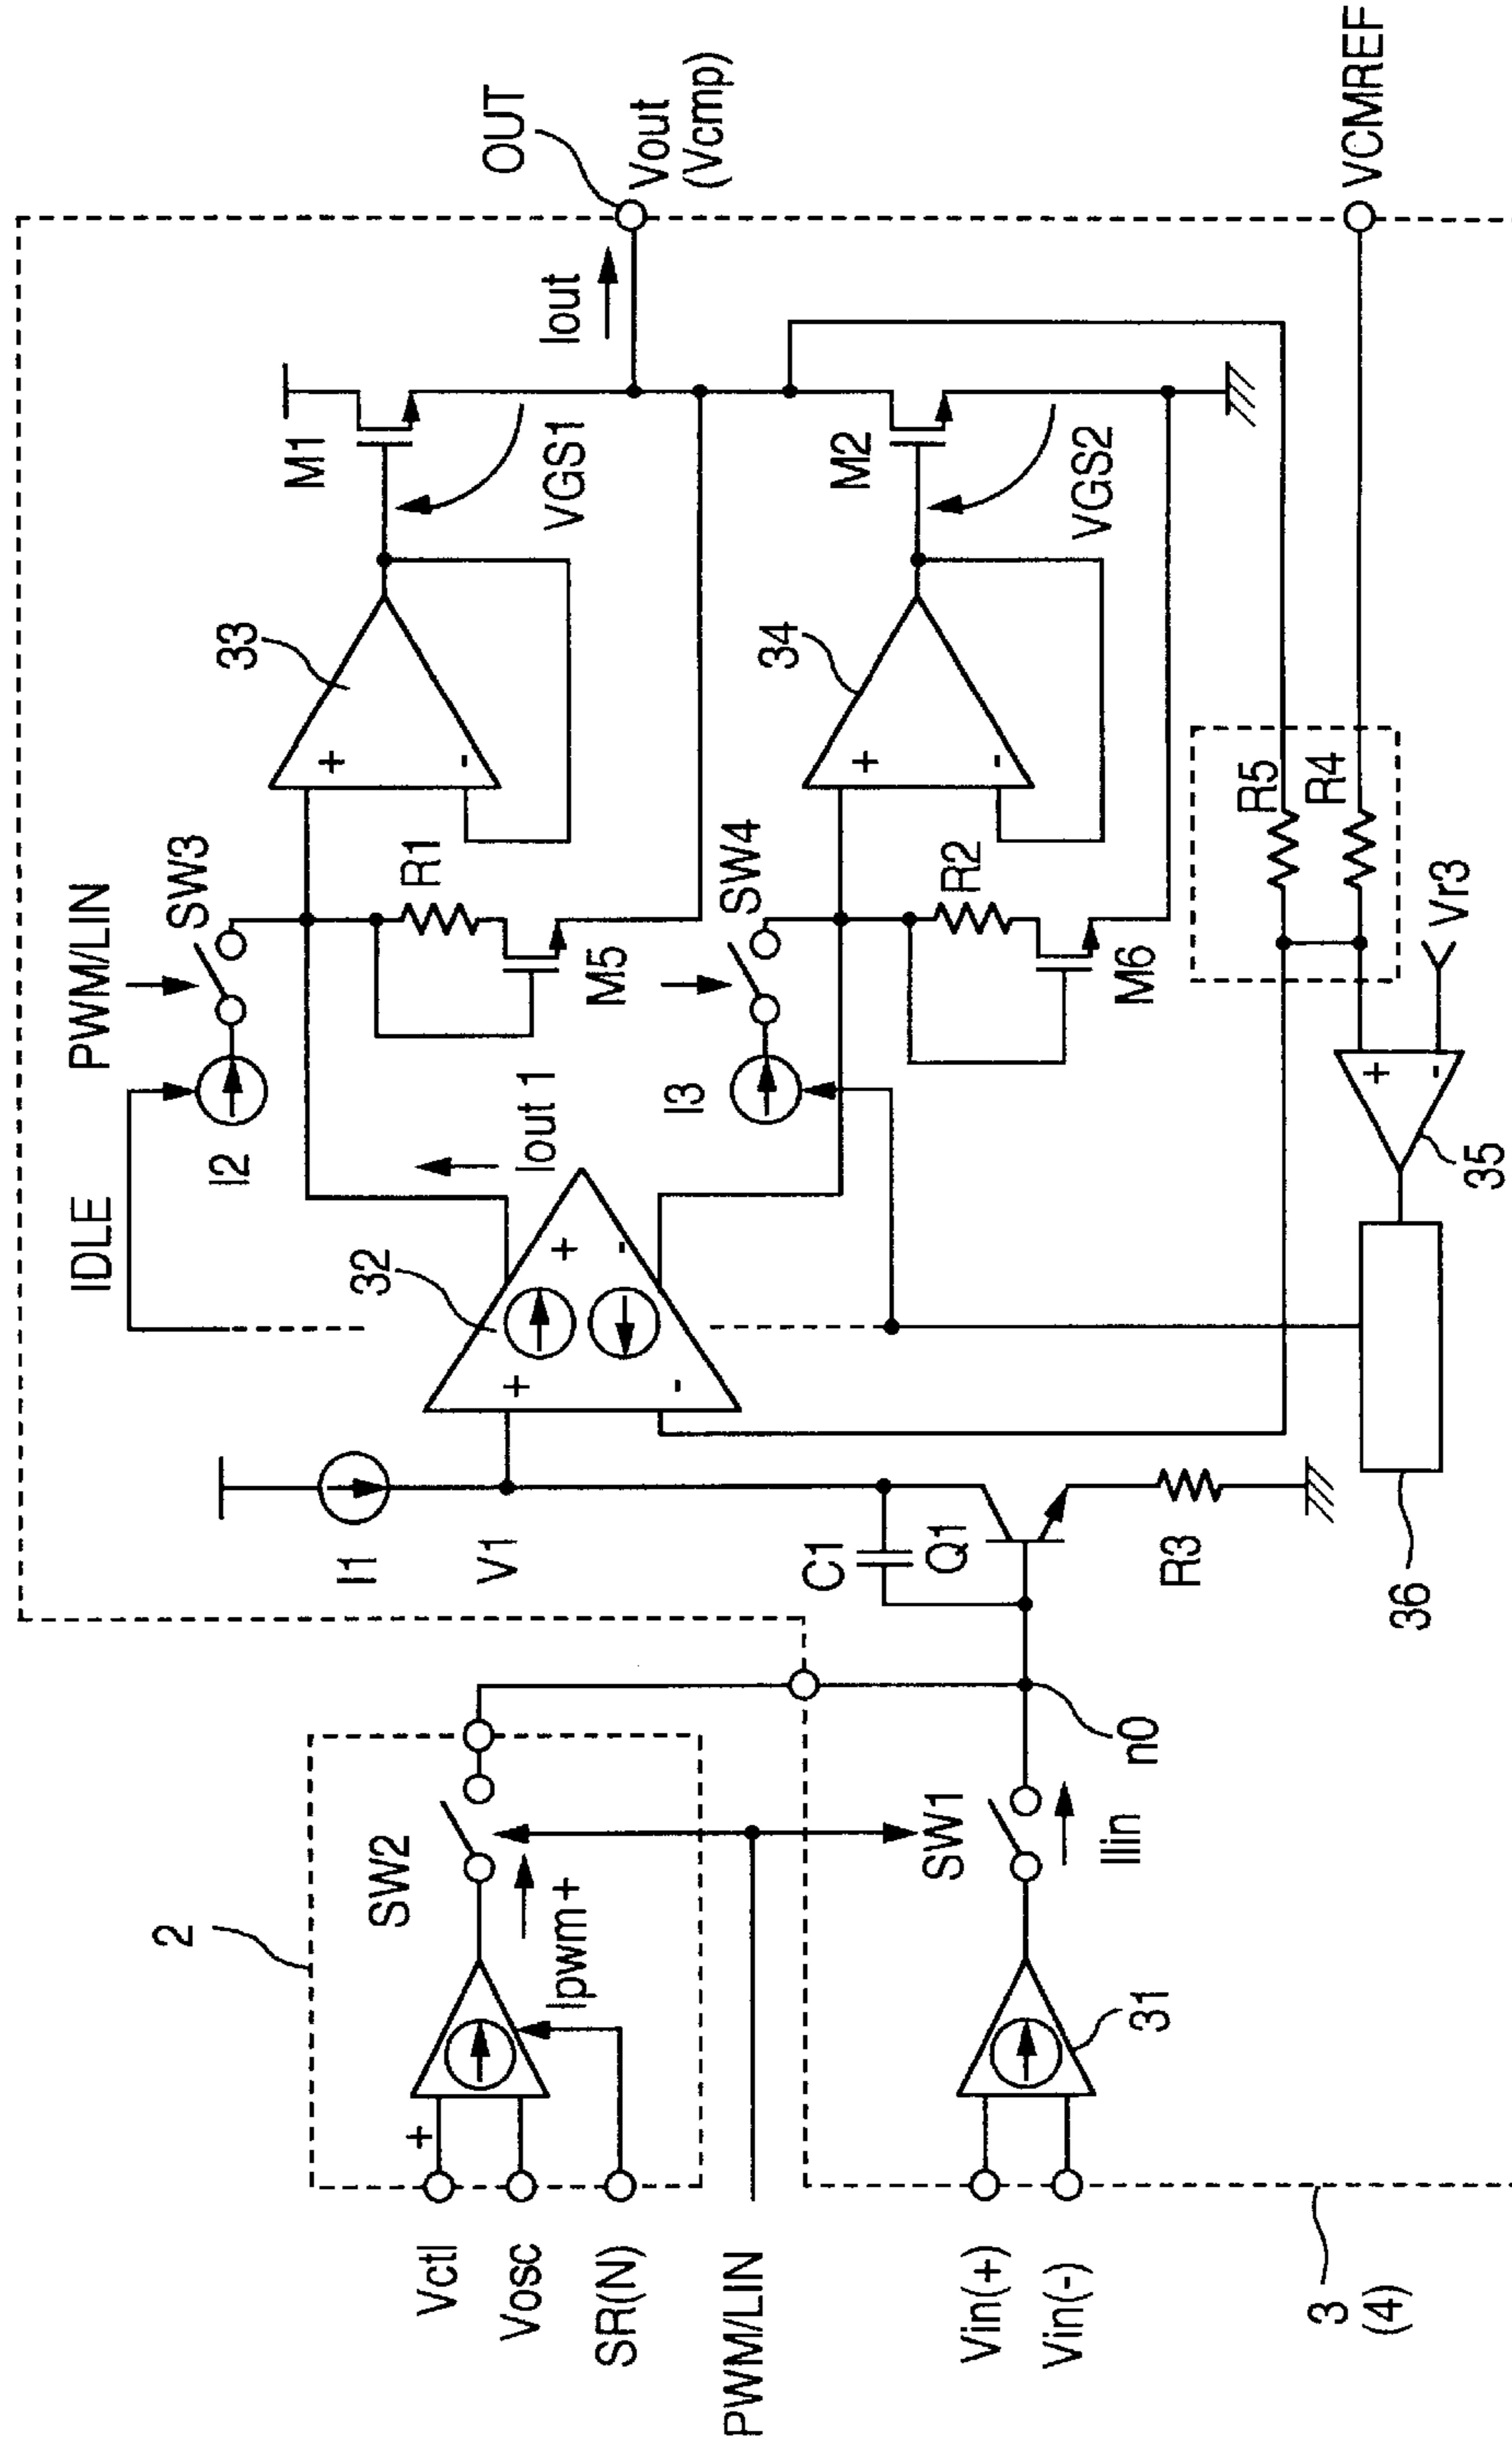 2
Vctl
Vosc
SR(N)
+
SW2
Ipwm+
PWM/LIN
Vin(+)
Vin(-)
31
SW1
Ilin
n0
3
(4)
I1
V1
C1
Q1
R3
36
IDLE
I2
32
+
-
+
-
Iout 1
I3
PWM/LIN
SW3
R1
M5
SW4
R2
M6
33
+
-
34
+
-
M1
VGS1
M2
VGS2
R5
R4
Vr3
+
-
35
Iout
OUT
Vout
(Vcmp)
VCMREF